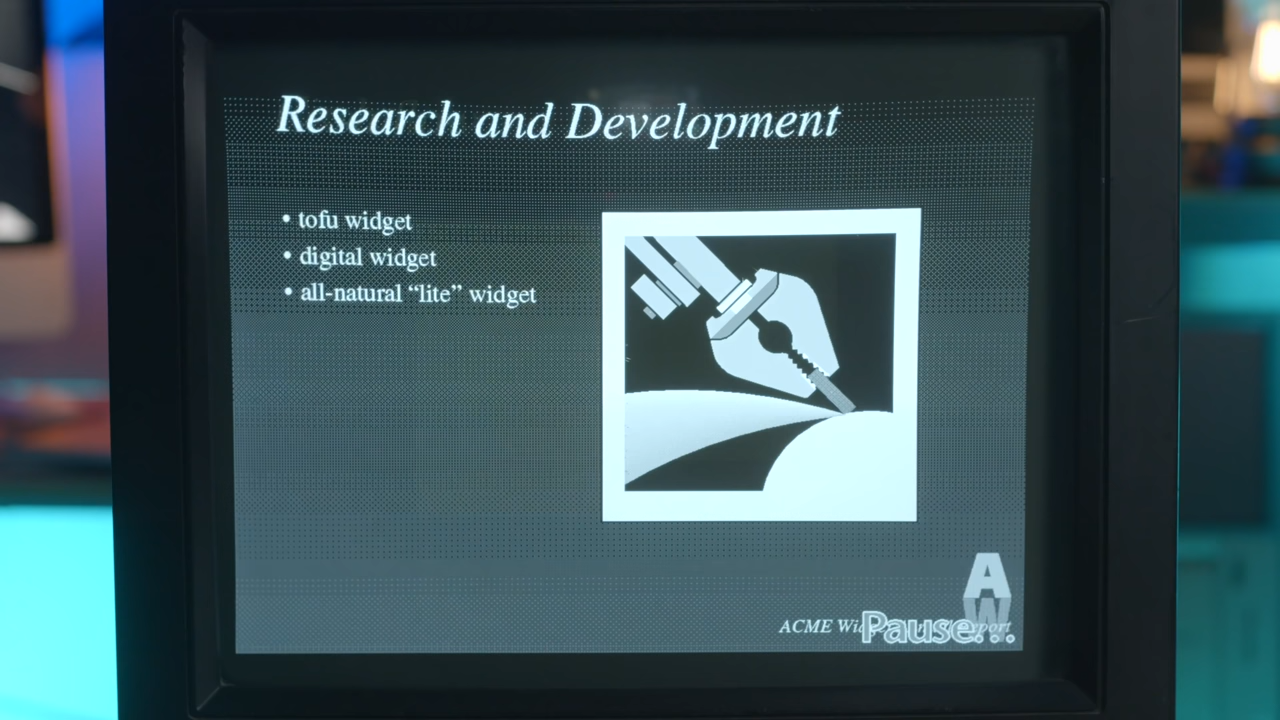 Research and Development
• tofu widget
• digital widget
• all-natural “lite” widget
A
W
ACME
Pause...